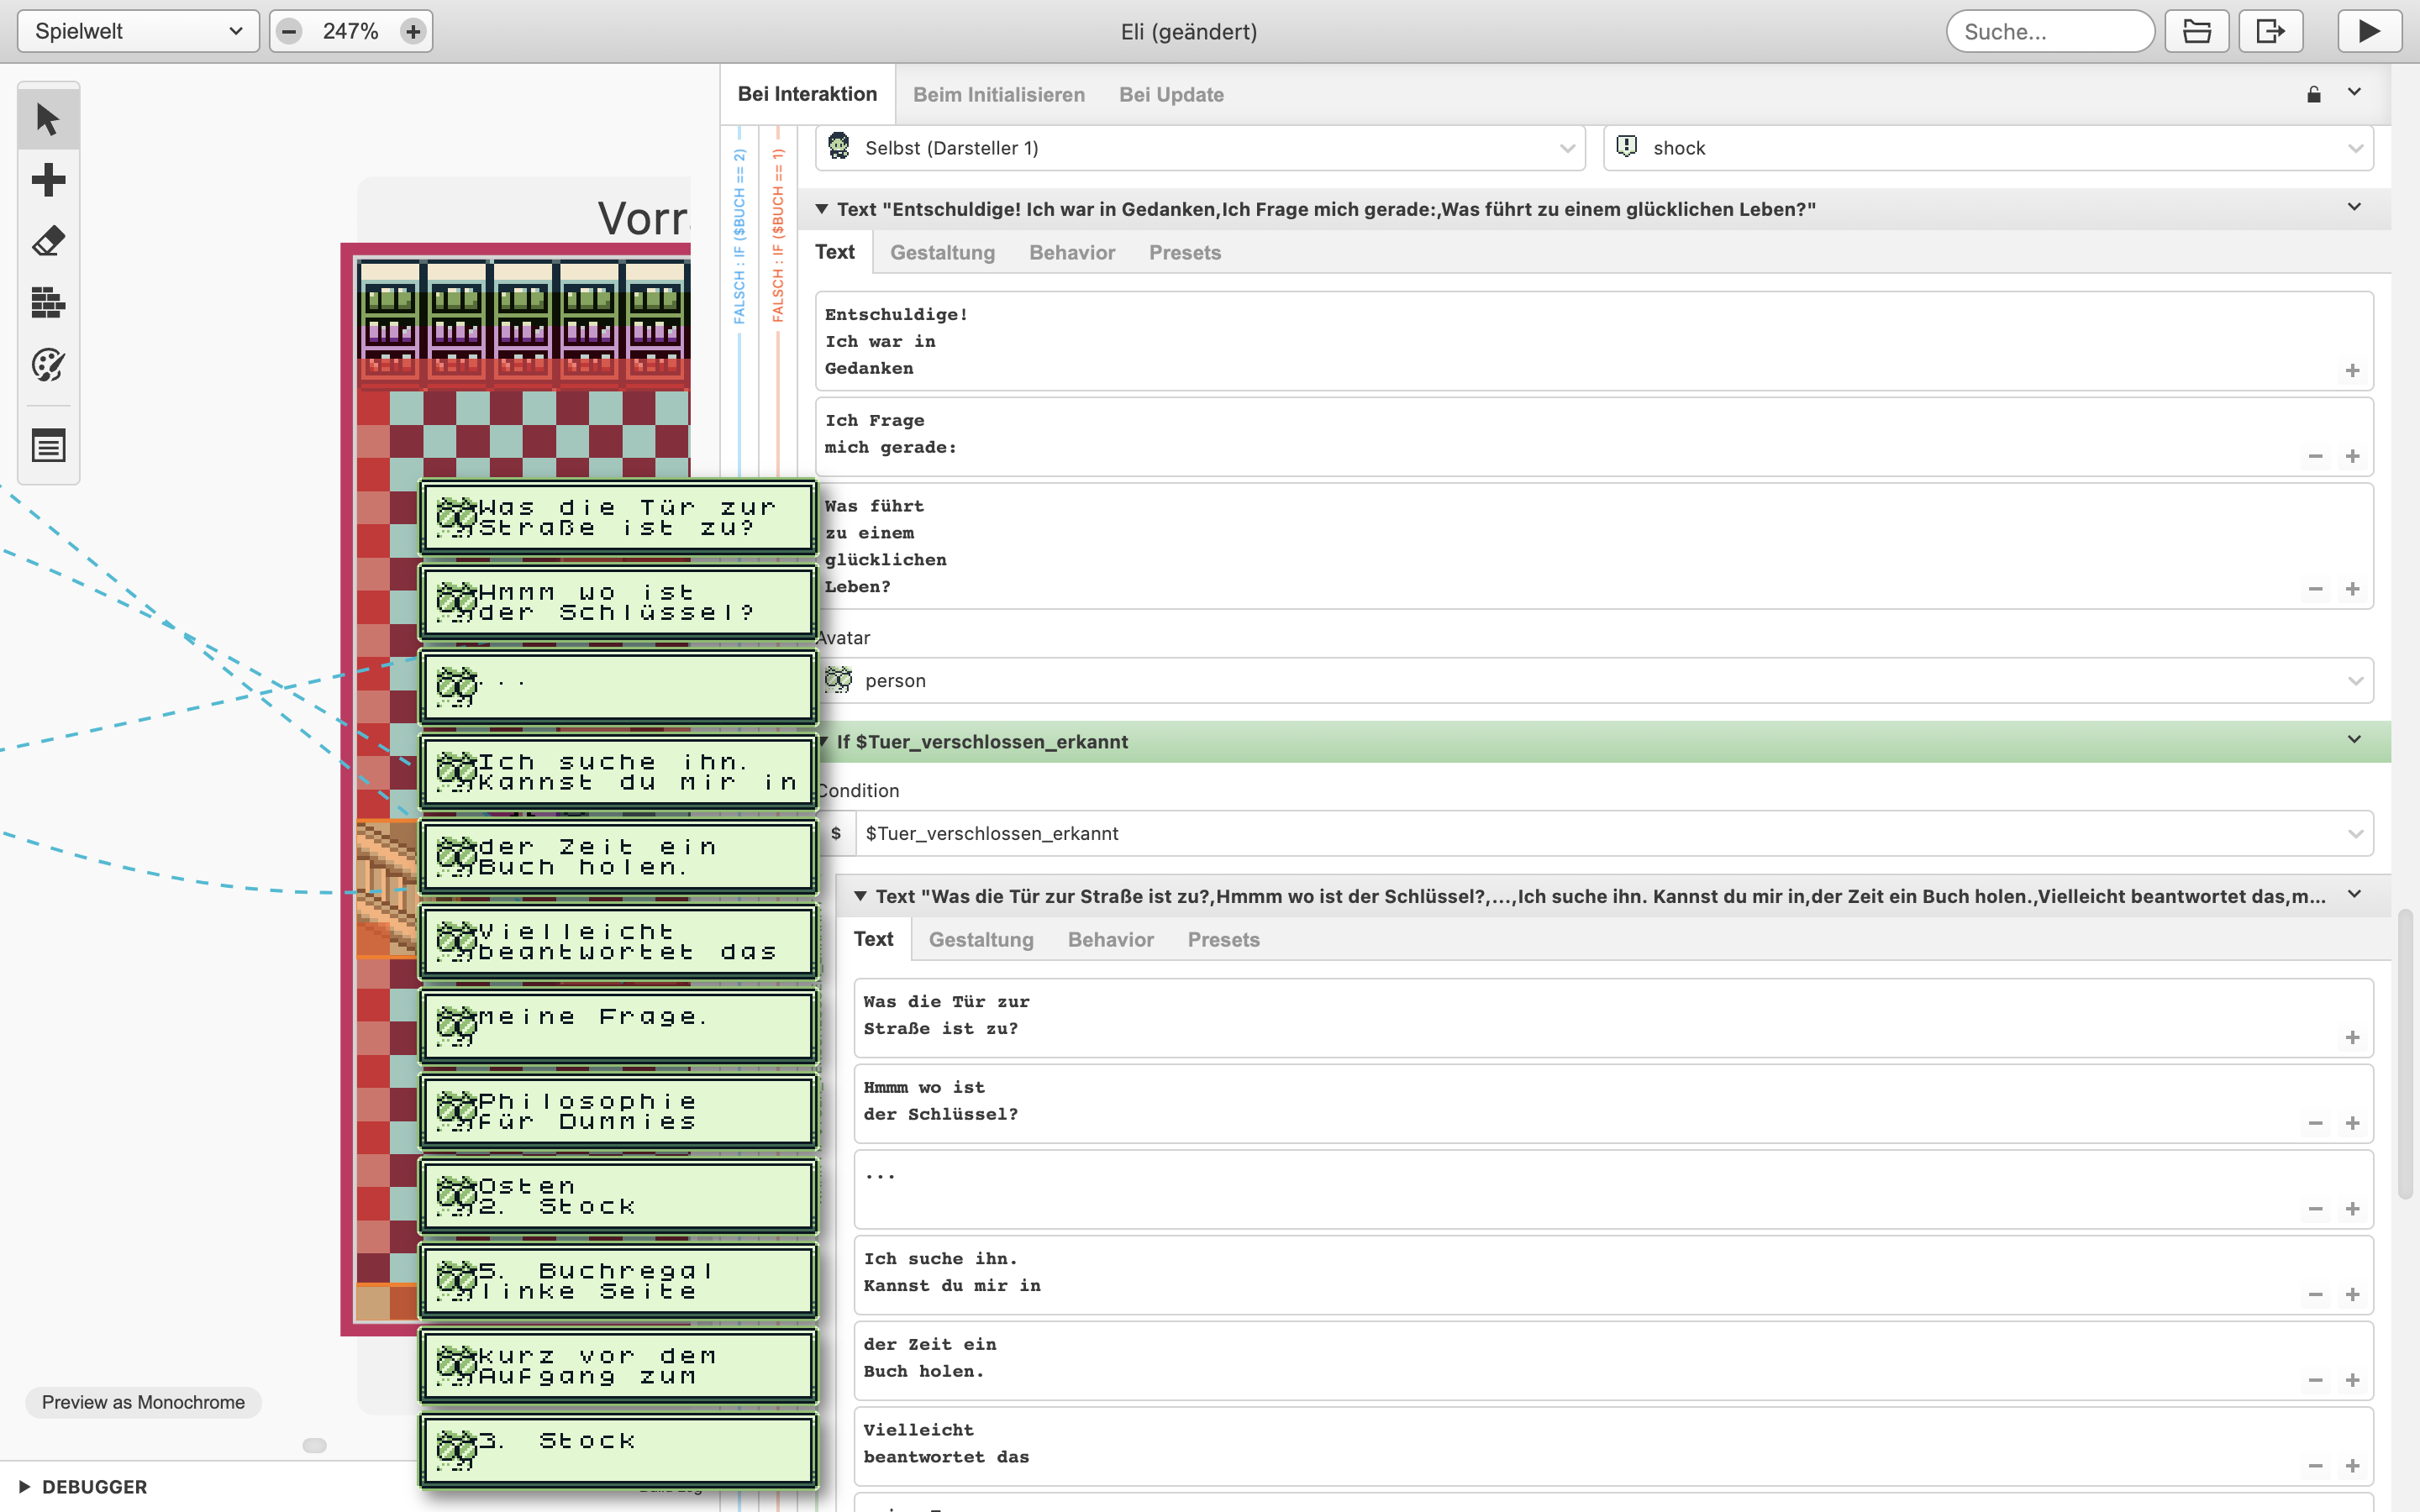 Spielwelt
247%
Eli (geändert)
Suche...
Bei Interaktion
Beim Initialisieren
Bei Update
FALSCH : IF ($BUCH == 2)
FALSCH : IF ($BUCH == 1)
Selbst (Darsteller 1)
shock
Text "Entschuldige! Ich war in Gedanken,Ich Frage mich gerade:,Was führt zu einem glücklichen Leben?"
Text
Gestaltung
Behavior
Presets
Entschuldige!
Ich war in
Gedanken
Ich Frage
mich gerade:
Was führt
zu einem
glücklichen
Leben?
Avatar
person
If $Tuer_verschlossen_erkannt
Condition
$
$Tuer_verschlossen_erkannt
Text "Was die Tür zur Straße ist zu?,Hmmm wo ist der Schlüssel?,...,Ich suche ihn. Kannst du mir in,der Zeit ein Buch holen.,Vielleicht beantwortet das,m...
Text
Gestaltung
Behavior
Presets
Was die Tür zur
Straße ist zu?
Hmmm wo ist
der Schlüssel?
...
Ich suche ihn.
Kannst du mir in
der Zeit ein
Buch holen.
Vielleicht
beantwortet das
Vorr
Was die Tür zur
Straße ist zu?
Hmmm wo ist
der Schlüssel?
...
Ich suche ihn.
Kannst du mir in
der Zeit ein
Buch holen.
Vielleicht
beantwortet das
meine Frage.
Philosophie
für Dummies
Osten
2. Stock
5. Buchregal
linke Seite
kurz vor dem
Aufgang zum
3. Stock
Preview as Monochrome
DEBUGGER